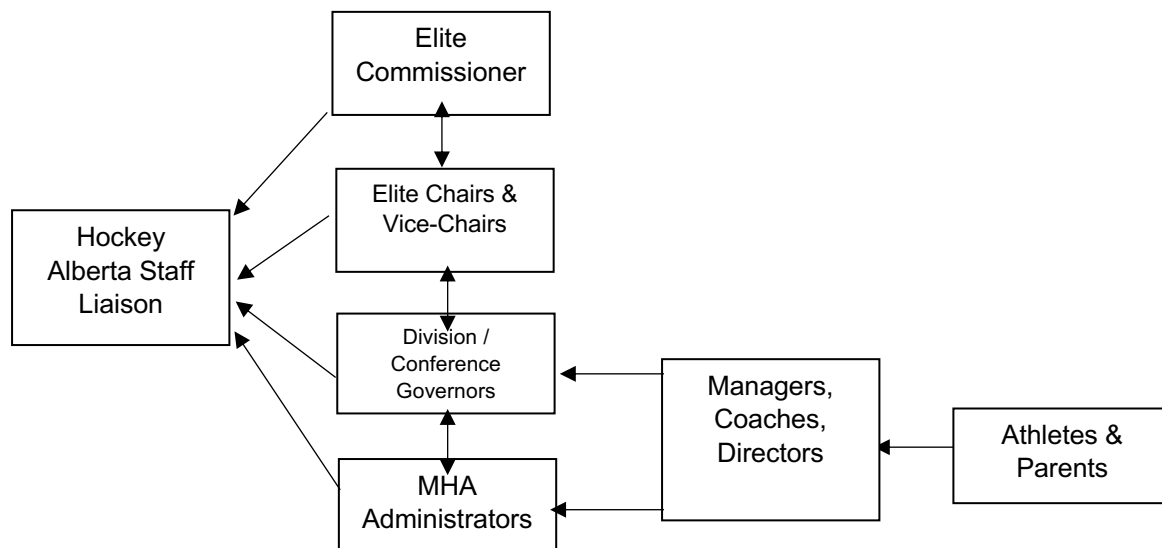 Elite
Commissioner
Elite Chairs &
Vice-Chairs
Hockey
Alberta Staff
Liaison
Division /
Conference
Governors
Managers,
Coaches,
Directors
Athletes &
Parents
MHA
Administrators